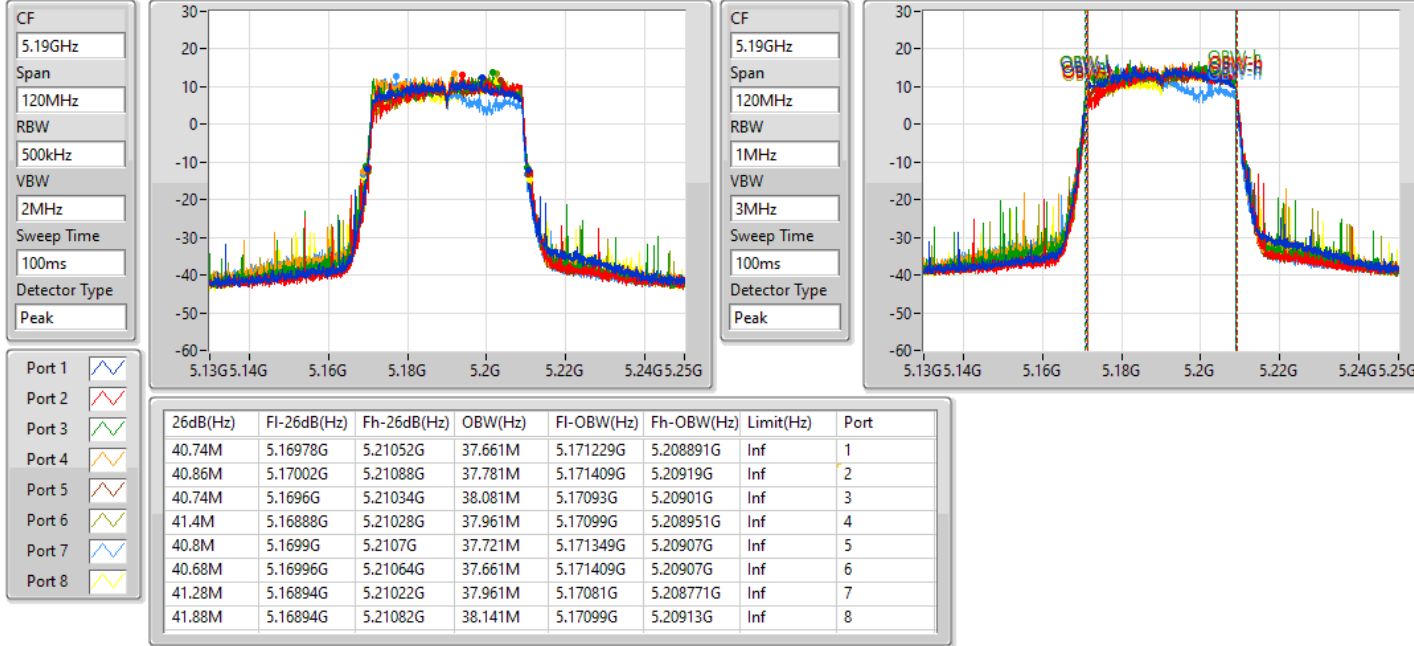 CF
5.19GHz
Span
120MHz
RBW
500kHz
VBW
2MHz
Sweep Time
100ms
Detector Type
Peak
30
20
10
0
-10
-20
-30
-40
-50
-60
5.13G 5.14G 5.16G 5.18G 5.2G 5.22G 5.24G 5.25G
CF
5.19GHz
Span
120MHz
RBW
1MHz
VBW
3MHz
Sweep Time
100ms
Detector Type
Peak
30
20
10
0
-10
-20
-30
-40
-50
-60
OBW-h
5.13G 5.14G 5.16G 5.18G 5.2G 5.22G 5.24G 5.25G
Port 1
Port 2
Port 3
Port 4
Port 5
Port 6
Port 7
Port 8
26dB(Hz) Fl-26dB(Hz) Fh-26dB(Hz) OBW(Hz) Fl-OBW(Hz) Fh-OBW(Hz) Limit(Hz) Port
40.74M 5.16978G 5.21052G 37.661M 5.171229G 5.208891G Inf 1
40.86M 5.17002G 5.21088G 37.781M 5.171409G 5.20919G Inf 2
40.74M 5.1696G 5.21034G 38.081M 5.17093G 5.20901G Inf 3
41.4M 5.16888G 5.21028G 37.961M 5.17099G 5.208951G Inf 4
40.8M 5.1699G 5.2107G 37.721M 5.171349G 5.20907G Inf 5
40.68M 5.16996G 5.21064G 37.661M 5.171409G 5.20907G Inf 6
41.28M 5.16894G 5.21022G 37.961M 5.17081G 5.208771G Inf 7
41.88M 5.16894G 5.21082G 38.141M 5.17099G 5.20913G Inf 8